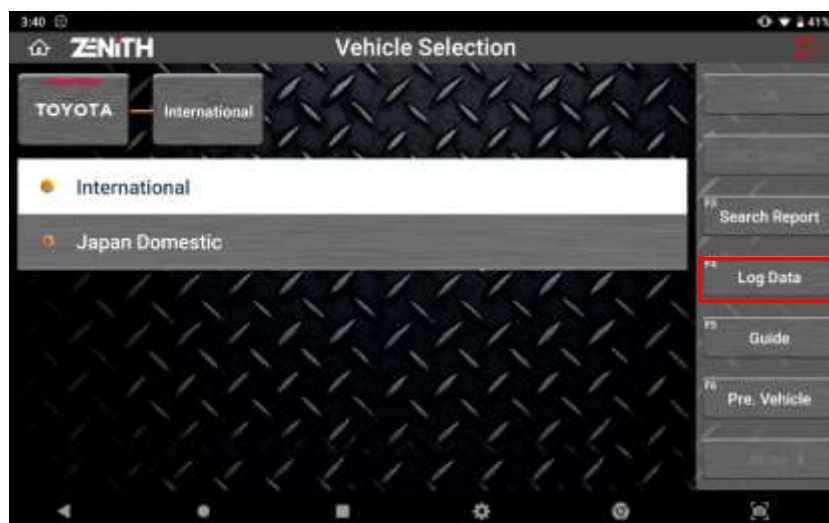 3:40
41%
ZENITH
Vehicle Selection
TOYOTA
International
International
Japan Domestic
F3 Search Report
F4 Log Data
F5 Guide
F6 Pre. Vehicle